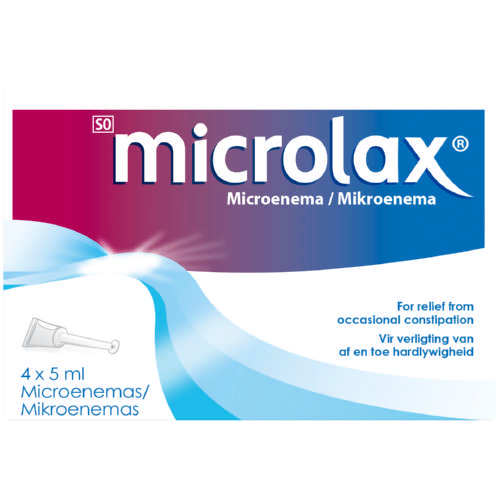 S0
microlax®
Microenema / Mikroenema
For relief from
occasional constipation
Vir verligting van
af en toe hardlywigheid
4 x 5 ml
Microenemas/
Mikroenemas